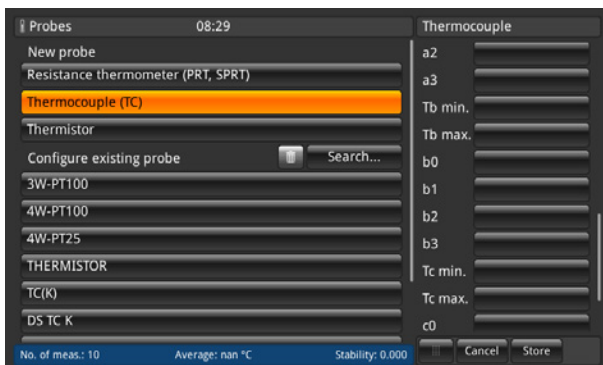 Probes 08:29
New probe
Resistance thermometer (PRT, SPRT)
Thermocouple (TC)
Thermistor
Configure existing probe Search...
3W-PT100
4W-PT100
4W-PT25
THERMISTOR
TC(K)
DS TC K
No. of meas.: 10 Average: nan °C Stability: 0.000
Thermocouple
a2
a3
Tb min.
Tb max.
b0
b1
b2
b3
Tc min.
Tc max.
c0
Cancel Store